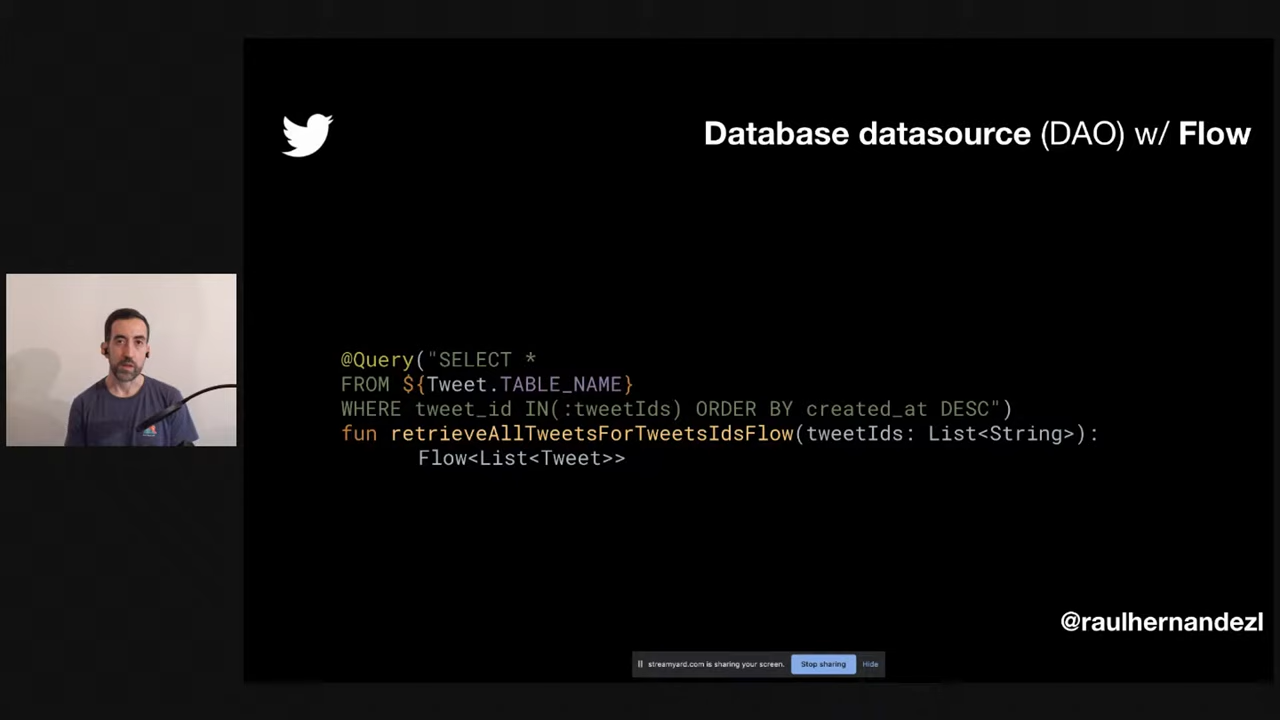 Database datasource (DAO) w/ Flow
@Query("SELECT *
FROM ${Tweet.TABLE_NAME}
WHERE tweet_id IN(:tweetIds) ORDER BY created_at DESC")
fun retrieveAllTweetsForTweetsIdsFlow(tweetIds: List<String>):
Flow<List<Tweet>>
@raulhernandezl
streamyard.com is sharing your screen. Stop sharing Hide